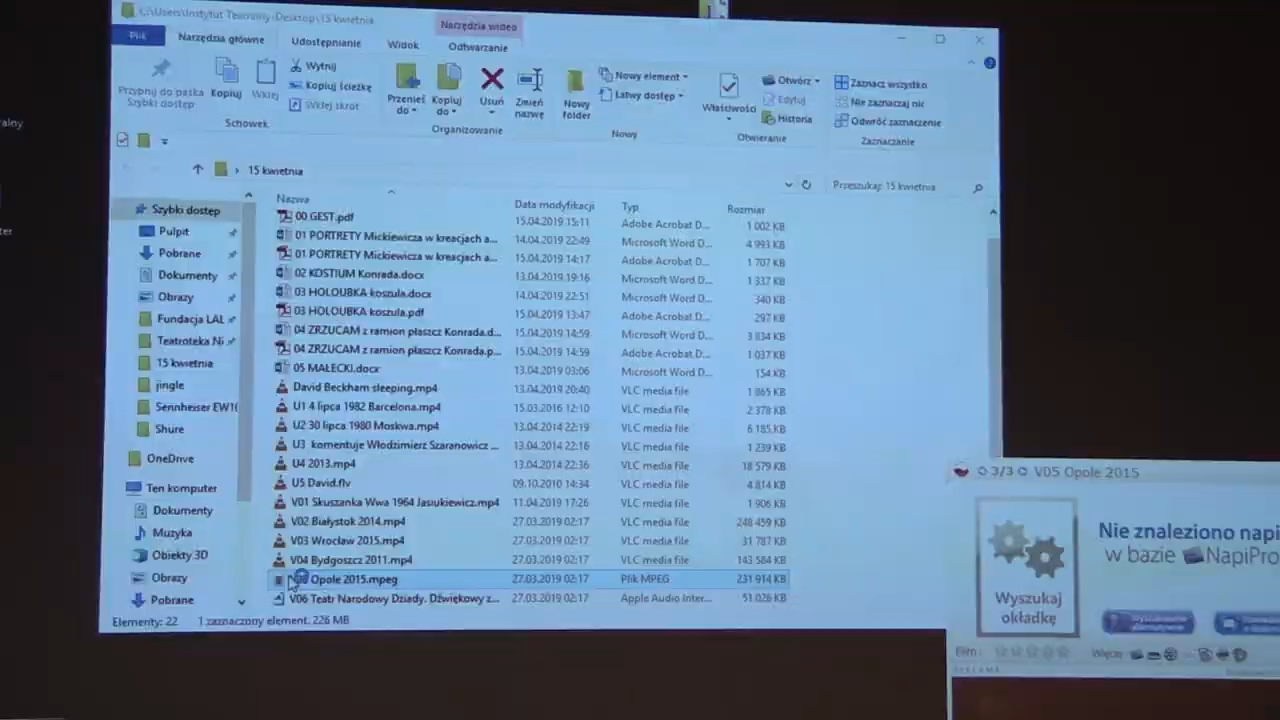 C:\Users\Instytut Teatralny\Desktop\15 kwietnia
Narzędzia wideo
Plik
Narzędzia główne
Udostępnianie
Widok
Odtwarzanie
Przypnij do paska
Szybki dostęp
Kopiuj
Wklej
Wytnij
Kopiuj ścieżkę
Wklej skrót
Schowek
Przenieś do
Kopiuj do
Usuń
Zmień nazwę
Organizowanie
Nowy folder
Nowy element
Łatwy dostęp
Nowy
Właściwości
Otwórz
Edytuj
Historia
Otwieranie
Zaznacz wszystko
Nie zaznaczaj nic
Odwróć zaznaczenie
Zaznaczanie
alny
ter
15 kwietnia
Przeszukaj: 15 kwietnia
Szybki dostęp
Pulpit
Pobrane
Dokumenty
Obrazy
Fundacja LAL
Teatroteka Ni
15 kwietnia
jingle
Sennheiser EW10
Shure
OneDrive
Ten komputer
Dokumenty
Muzyka
Obiekty 3D
Obrazy
Pobrane
Nazwa Data modyfikacji Typ Rozmiar
00 GEST.pdf 15.04.2019 15:11 Adobe Acrobat D... 1 002 KB
01 PORTRETY Mickiewicza w kreacjach a... 14.04.2019 22:49 Microsoft Word D... 4 993 KB
01 PORTRETY Mickiewicza w kreacjach a... 15.04.2019 14:17 Adobe Acrobat D... 1 707 KB
02 KOSTIUM Konrada.docx 13.04.2019 19:16 Microsoft Word D... 1 337 KB
03 HOLOUBKA koszula.docx 14.04.2019 22:51 Microsoft Word D... 340 KB
03 HOLOUBKA koszula.pdf 15.04.2019 13:47 Adobe Acrobat D... 297 KB
04 ZRZUCAM z ramion płaszcz Konrada.d... 15.04.2019 14:59 Microsoft Word D... 3 834 KB
04 ZRZUCAM z ramion płaszcz Konrada.p... 15.04.2019 14:59 Adobe Acrobat D... 1 037 KB
05 MAŁECKI.docx 13.04.2019 03:06 Microsoft Word D... 154 KB
David Beckham sleeping.mp4 13.04.2019 20:40 VLC media file 1 865 KB
U1 4 lipca 1982 Barcelona.mp4 15.03.2016 12:10 VLC media file 2 378 KB
U2 30 lipca 1980 Moskwa.mp4 13.04.2014 22:19 VLC media file 6 185 KB
U3 komentuje Włodzimierz Szaranowicz ... 13.04.2014 22:16 VLC media file 1 239 KB
U4 2013.mp4 13.04.2014 22:36 VLC media file 18 579 KB
U5 David.flv 09.10.2010 14:34 VLC media file 4 814 KB
V01 Skuszanka Wwa 1964 Jasiukiewicz.mp4 11.04.2019 17:26 VLC media file 1 906 KB
V02 Białystok 2014.mp4 27.03.2019 02:17 VLC media file 248 459 KB
V03 Wrocław 2015.mp4 27.03.2019 02:17 VLC media file 31 787 KB
V04 Bydgoszcz 2011.mp4 27.03.2019 02:17 VLC media file 143 584 KB
Opole 2015.mpeg 27.03.2019 02:17 Plik MPEG 231 914 KB
V06 Teatr Narodowy Dziady. Dźwiękowy z... 27.03.2019 02:17 Apple Audio Inter... 51 026 KB
Elementy: 22 1 zaznaczony element: 226 MB
3/3 V05 Opole 2015
Nie znaleziono napi
w bazie NapiPro
Wyszukaj
okładkę
Film:
Więcej:
REKLAMA